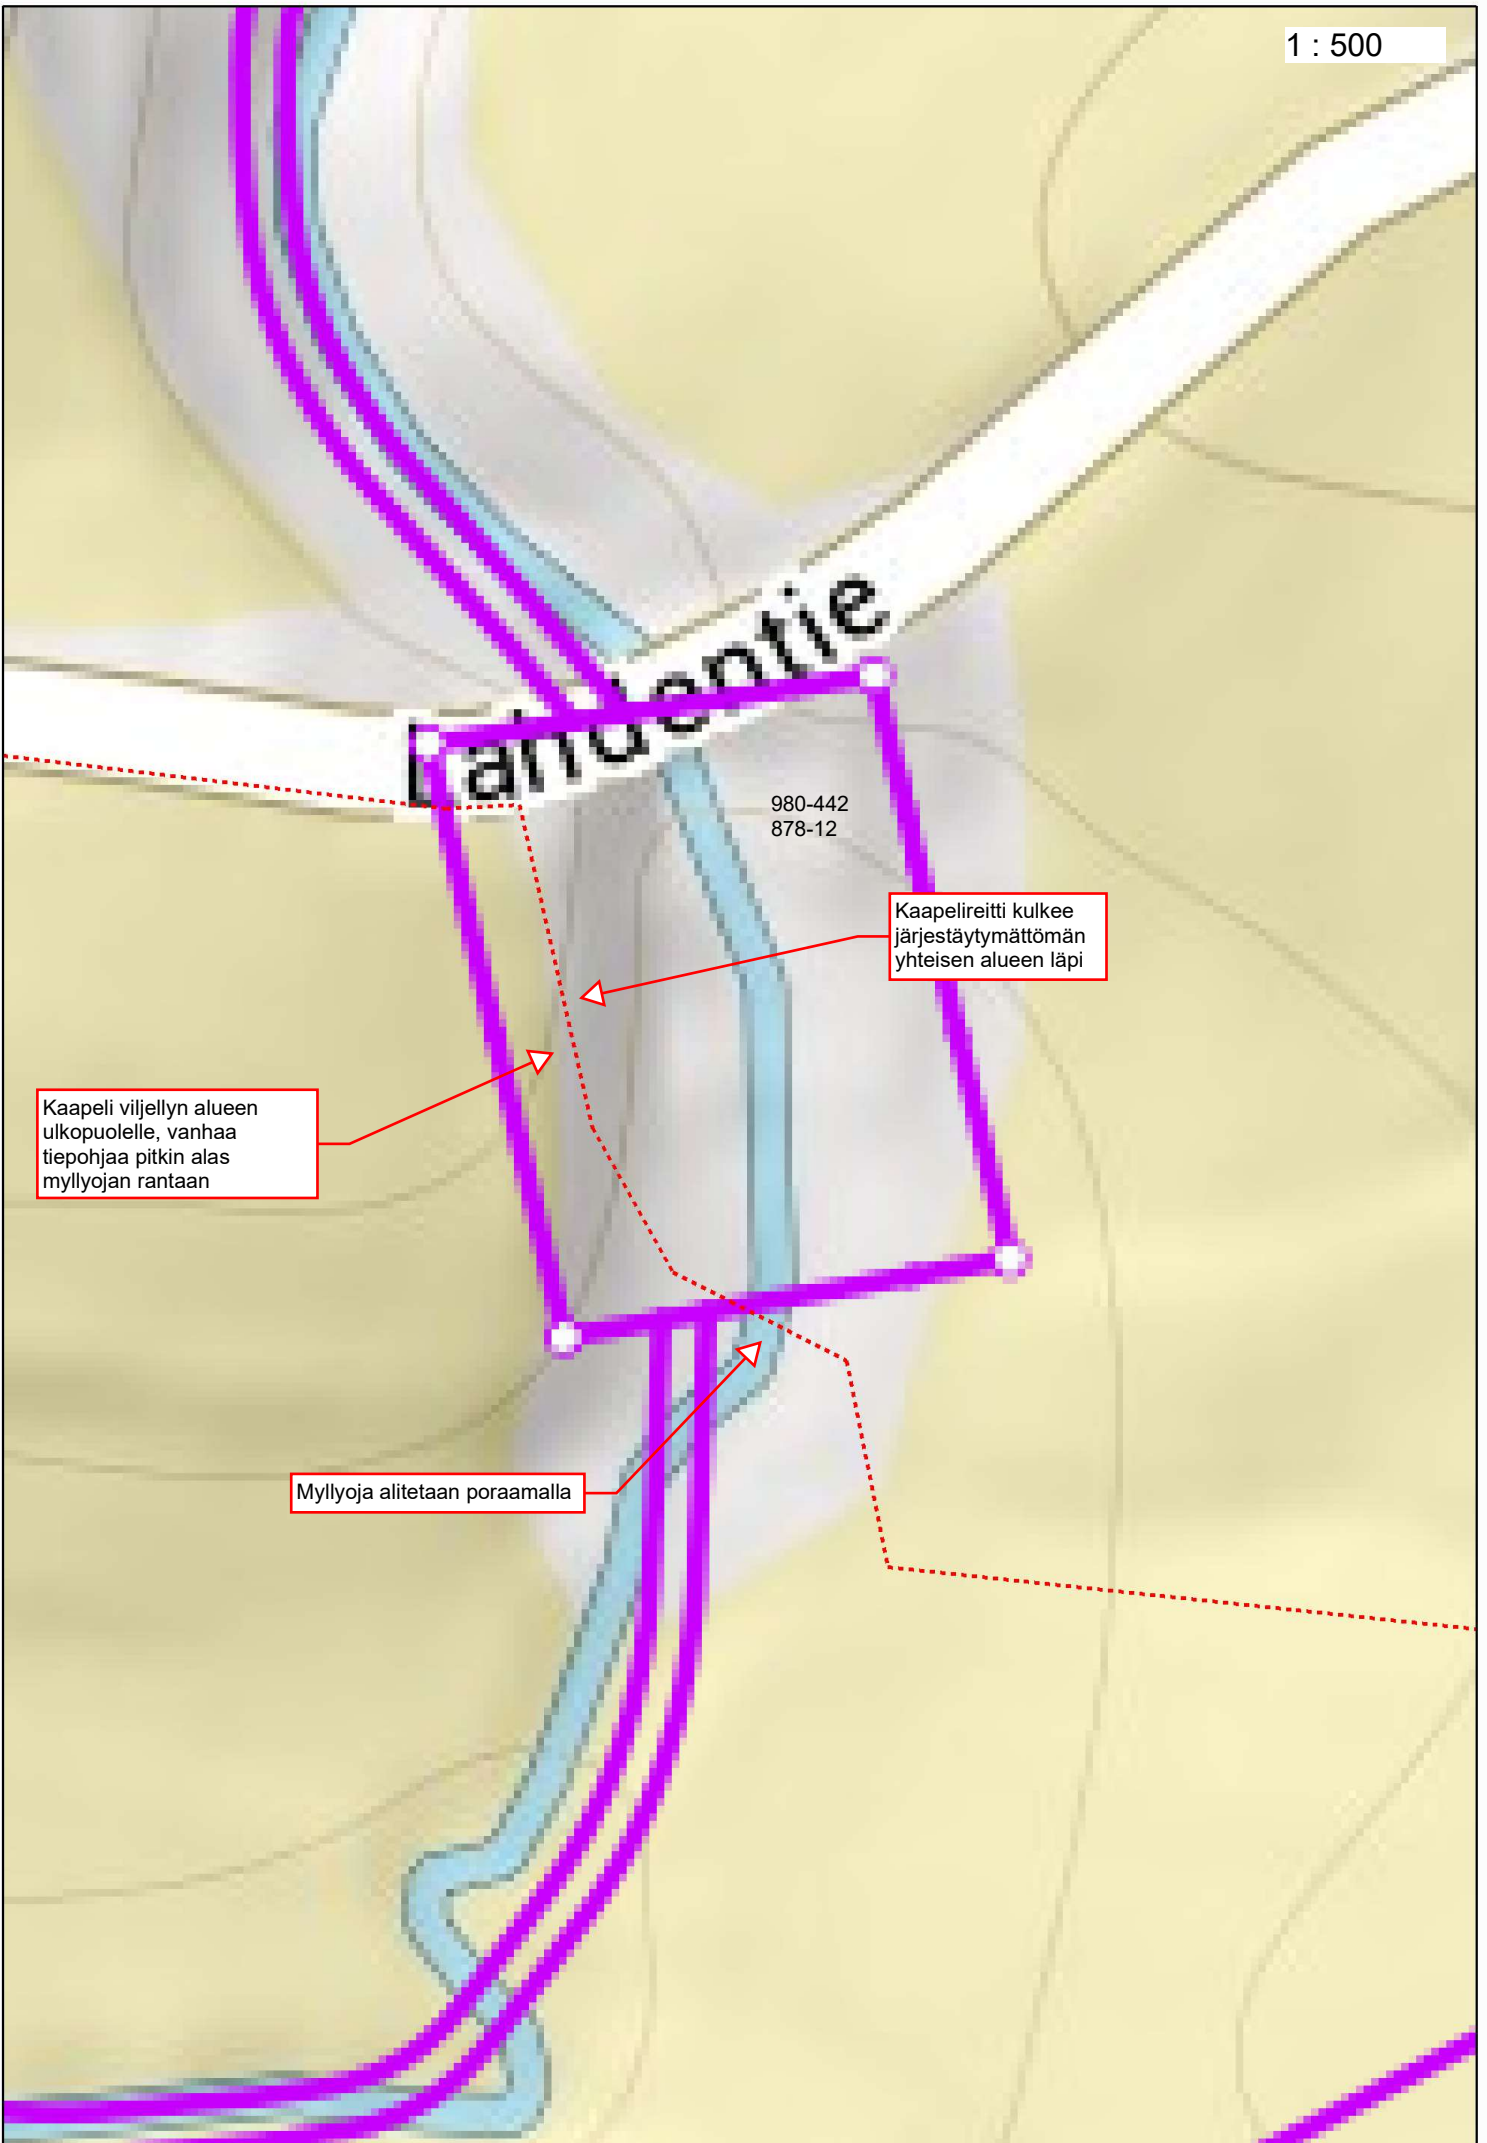 1 : 500
980-442
878-12
Kaapelireitti kulkee
järjestäytymättömän
yhteisen alueen läpi
Kaapeli viljellyn alueen
ulkopuolelle, vanhaa
tiepohjaa pitkin alas
myllyojan rantaan
Myllyoja alitetaan poraamalla